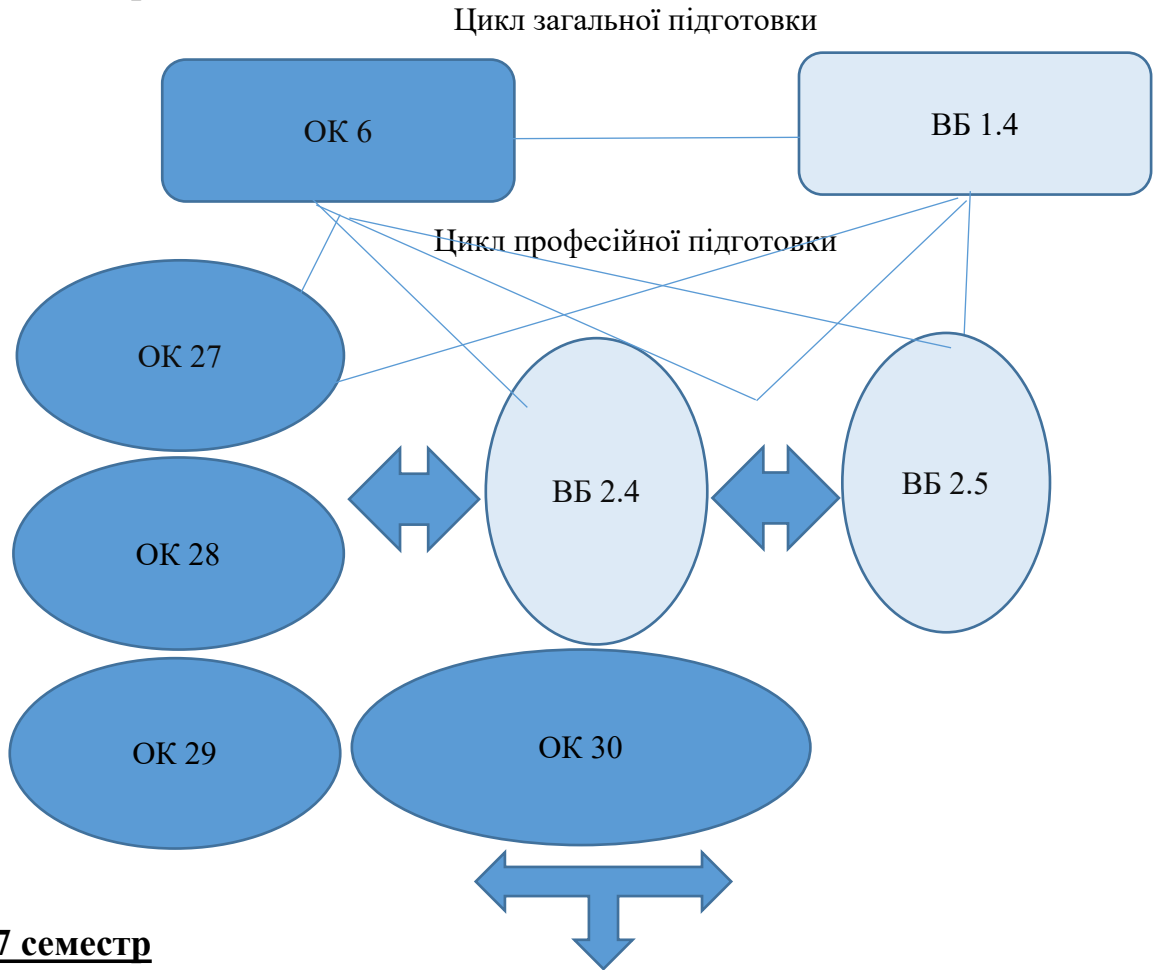 Цикл загальної підготовки
ОК 6
ВБ 1.4
Цикл професійної підготовки
ОК 27
ВБ 2.4
ВБ 2.5
ОК 28
ОК 29
ОК 30
7 семестр